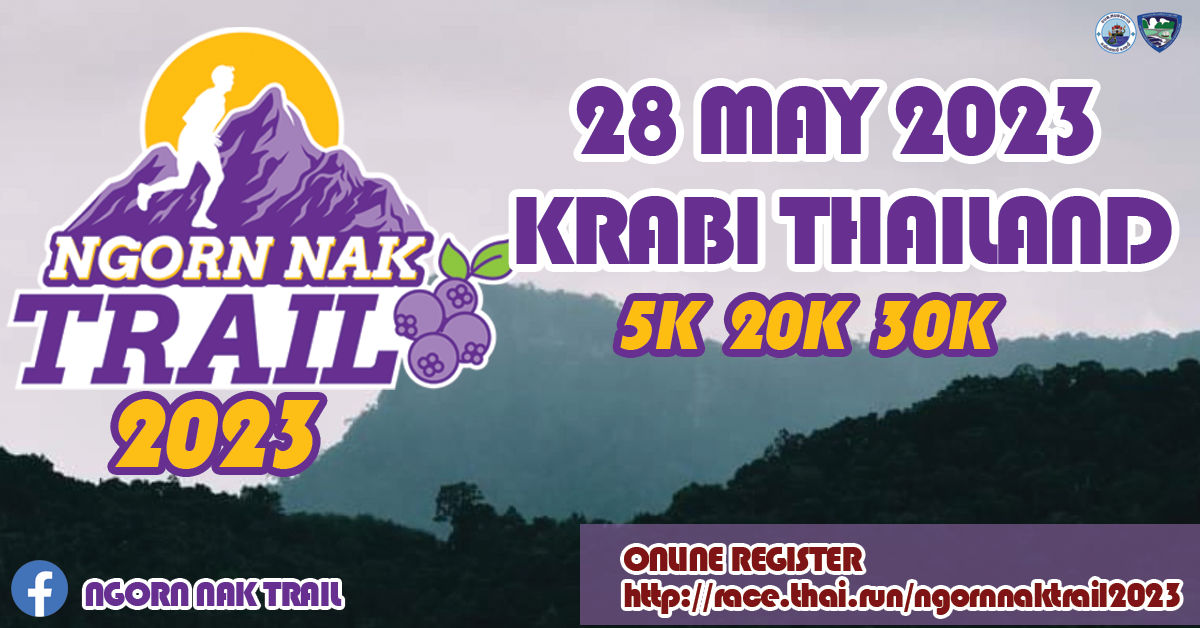 NGORN NAK
TRAIL
2023
28 MAY 2023
KRABI THAILAND
5K 20K 30K
NGORN NAK TRAIL
ONLINE REGISTER
http://race.thai.run/ngornnaktrail2023